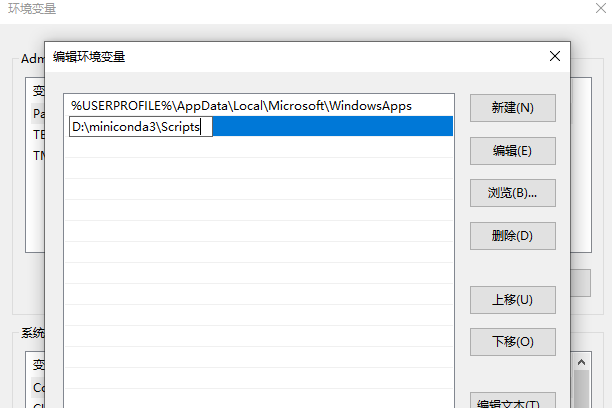 环境变量
Adm
编辑环境变量
变
%USERPROFILE%\AppData\Local\Microsoft\WindowsApps
新建(N)
Pa
D:\miniconda3\Scripts
TE
编辑(E)
TM
浏览(B)...
删除(D)
上移(U)
系统
下移(O)
变
Co
编辑文本(T)...